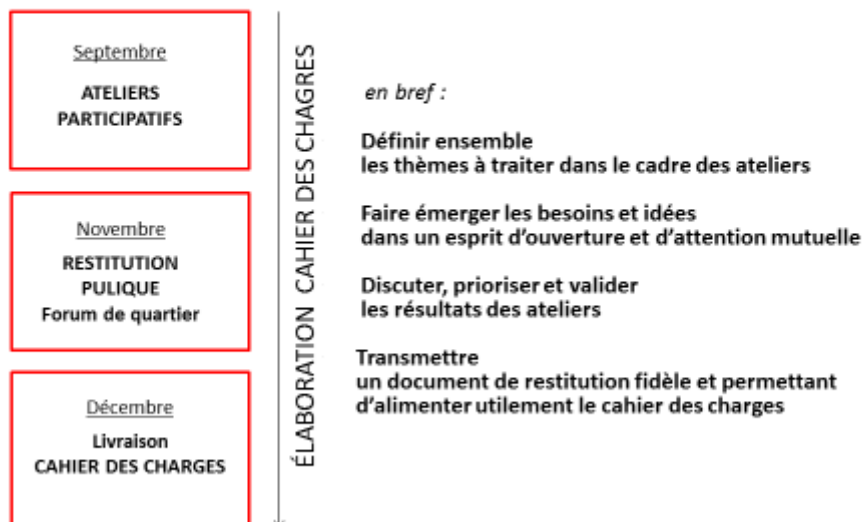 Septembre
ATELIERS
PARTICIPATIFS
Novembre
RESTITUTION
PULIQUE
Forum de quartier
Décembre
Livraison
CAHIER DES CHARGES
ÉLABORATION CAHIER DES CHAGRES
en bref :
Définir ensemble
les thèmes à traiter dans le cadre des ateliers
Faire émerger les besoins et idées
dans un esprit d'ouverture et d'attention mutuelle
Discuter, prioriser et valider
les résultats des ateliers
Transmettre
un document de restitution fidèle et permettant
d'alimenter utilement le cahier des charges